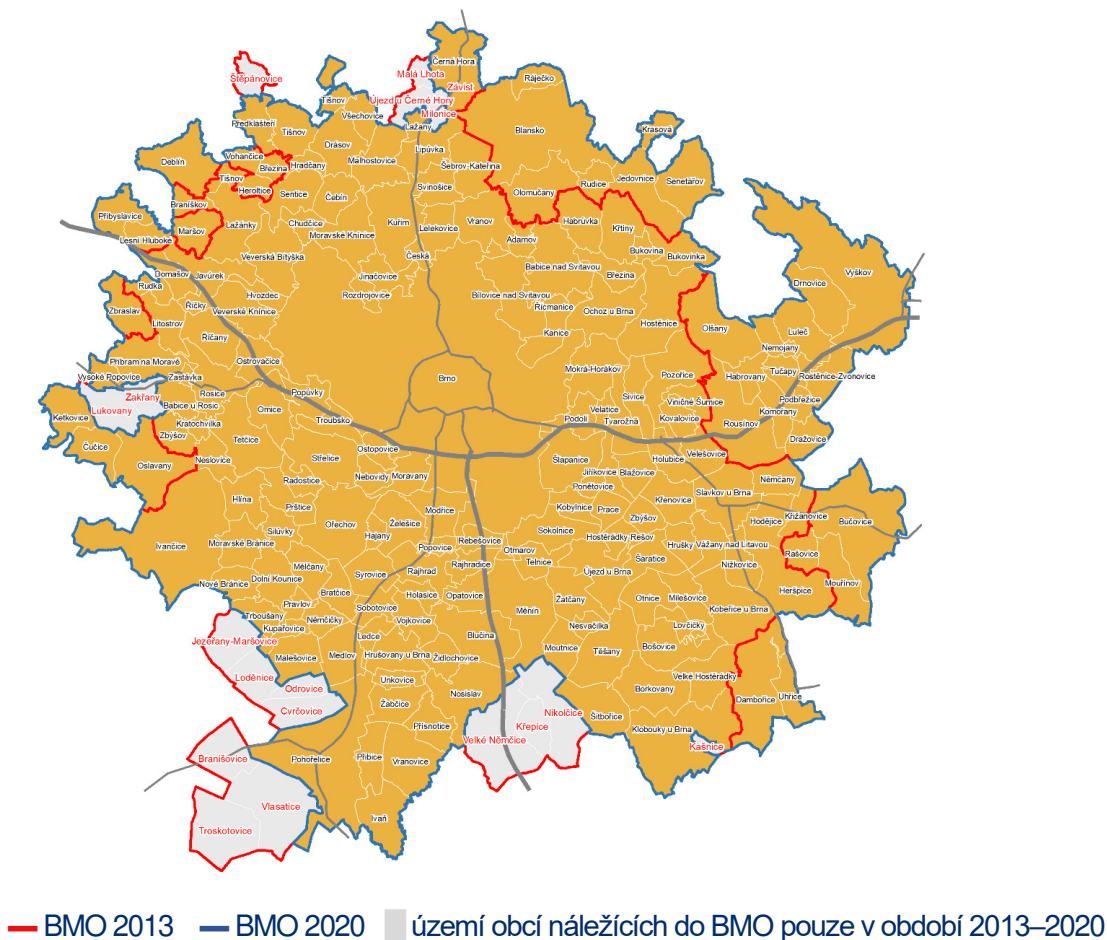 Černá Hora
Štěpánovice
Malá Lhota
Ráječko
Závist
Tišnov
Újezd u Černé Hory
Všechovice
Milonice
Předklášteří
Tišnov
Lažany
Blansko
Krasová
Drásov
Lipůvka
Vohančice
Malhostovice
Deblín
Březina
Hradčany
Šebrov-Kateřina
Jedovnice
Tišnov
Senetářov
Heroltice
Sentice
Čebín
Svinošice
Olomučany
Rudice
Braníškov
Přibyslavice
Maršov
Lažánky
Chudčice
Kuřim
Lelekovice
Vranov
Habrůvka
Křtiny
Lesní Hluboké
Moravské Knínice
Adamov
Bukovina
Veverská Bítýška
Česká
Bukovinka
Domašov
Javůrek
Jinačovice
Babice nad Svitavou
Březina
Vyškov
Rudka
Drnovice
Hvozdec
Rozdrojovice
Bílovice nad Svitavou
Zbraslav
Říčky
Řícmanice
Veverské Knínice
Ochoz u Brna
Litostrov
Hostěnice
Říčany
Kanice
Olšany
Luleč
Nemojany
Příbram na Moravě
Ostrovačice
Mokrá-Horákov
Tučapy
Vysoké Popovice
Zastávka
Brno
Pozořice
Habrovany
Rostěnice-Zvonovice
Zakřany
Rosice
Popůvky
Sivice
Lukovany
Babice u Rosic
Omice
Velatice
Viničné Šumice
Podbřežice
Ketkovice
Kratochvilka
Troubsko
Podolí
Tvarožná
Kovalovice
Komořany
Rousínov
Zbýšov
Tetčice
Dražovice
Čučice
Ostopovice
Neslovice
Střelice
Šlapanice
Holubice
Velešovice
Oslavany
Nebovidy
Moravany
Jiříkovice
Blažovice
Radostice
Ponětovice
Němčany
Slavkov u Brna
Hlína
Prštice
Modřice
Kobylnice
Prace
Křenovice
Ořechov
Želešice
Zbýšov
Hodějice
Křižanovice
Bučovice
Silůvky
Hajany
Rebešovice
Sokolnice
Hostěrádky-Rešov
Ivančice
Moravské Bránice
Popovice
Otmarov
Hrušky
Vážany nad Litavou
Rašovice
Mělčany
Rajhrad
Rajhradice
Telnice
Šaratice
Nížkovice
Dolní Kounice
Syrovice
Újezd u Brna
Nové Bránice
Mouřínov
Bratčice
Holasice
Opatovice
Heršpice
Pravlov
Sobotovice
Žatčany
Otnice
Milešovice
Trboušany
Němčičky
Vojkovice
Měnín
Kobeřice u Brna
Kupařovice
Nesvačilka
Lovčičky
Jezeřany-Maršovice
Ledce
Blučina
Moutnice
Těšany
Bošovice
Malešovice
Medlov
Hrušovany u Brna
Židlochovice
Loděnice
Unkovice
Velké Hostěrádky
Odrovice
Nosislav
Borkovany
Dambořice
Uhřice
Žabčice
Nikolčice
Cvrčovice
Šitbořice
Přísnotice
Křepice
Klobouky u Brna
Velké Němčice
Kašnice
Branišovice
Pohořelice
Přibice
Vranovice
Vlasatice
Ivaň
Troskotovice
BMO 2013 BMO 2020 území obcí náležících do BMO pouze v období 2013–2020